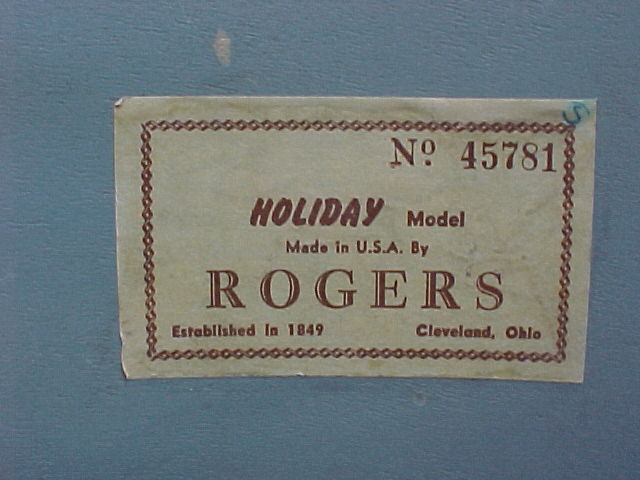 S
Nº 45781
HOLIDAY Model
Made in U.S.A. By
ROGERS
Established in 1849 Cleveland, Ohio